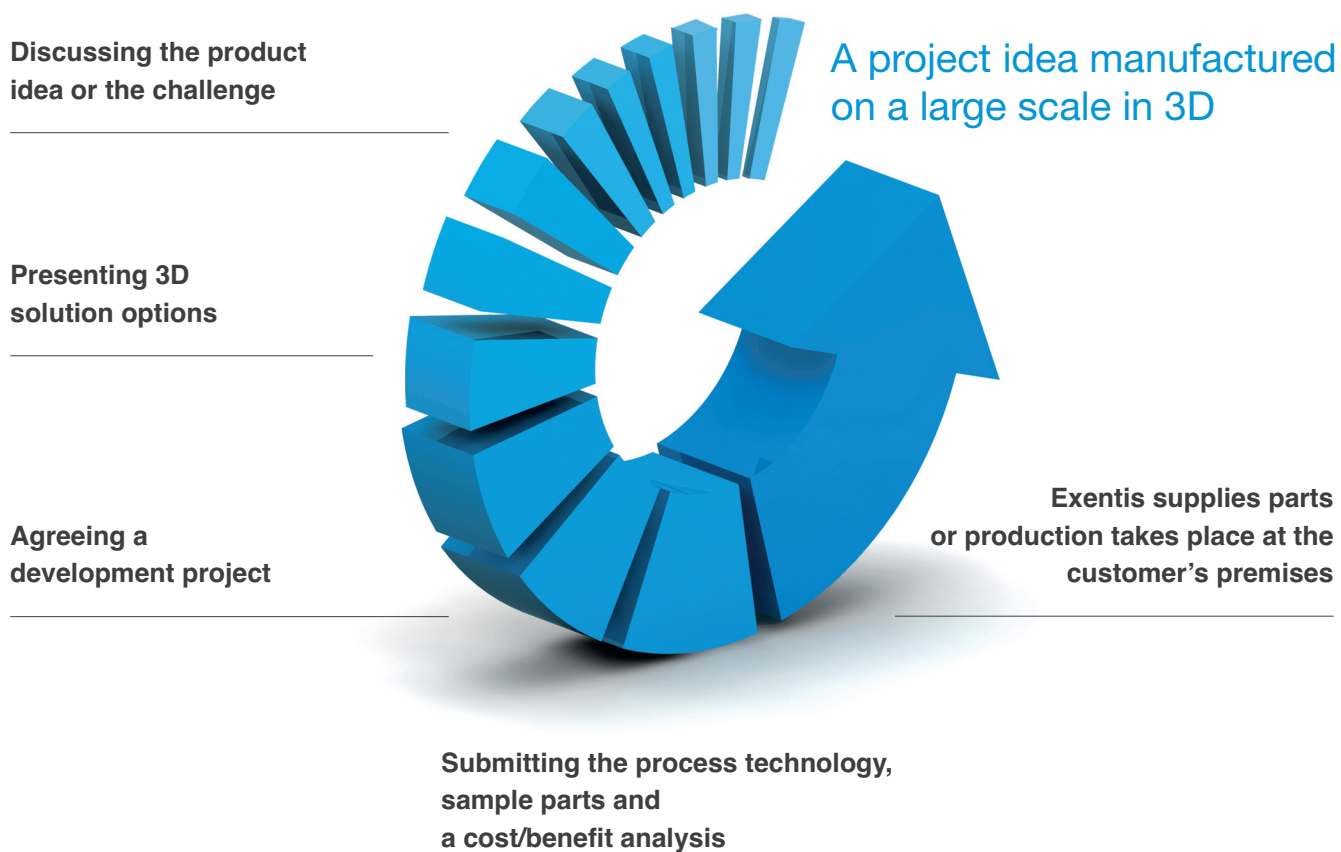 Discussing the product
idea or the challenge
A project idea manufactured
on a large scale in 3D
Presenting 3D
solution options
Agreeing a
development project
Exentis supplies parts
or production takes place at the
customer’s premises
Submitting the process technology,
sample parts and
a cost/benefit analysis